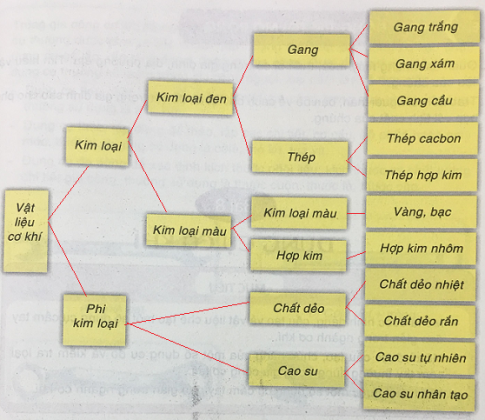 Gang trắng
Gang
Gang xám
Kim loại đen
Gang cầu
Kim loại
Thép cacbon
Thép
Thép hợp kim
Vật
liệu
cơ khí
Kim loại màu
Kim loại màu
Vàng, bạc
Hợp kim
Hợp kim nhôm
Phi
kim loại
Chất dẻo
Chất dẻo nhiệt
Chất dẻo rắn
Cao su
Cao su tự nhiên
Cao su nhân tạo